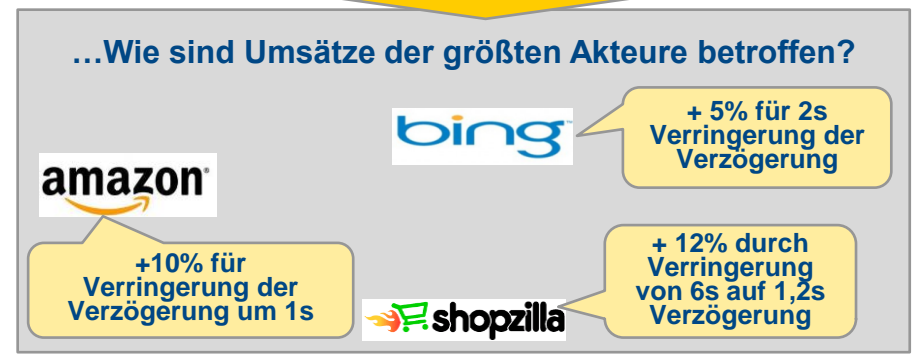 …Wie sind Umsätze der größten Akteure betroffen?
bing
+ 5% für 2s
Verringerung der
Verzögerung
amazon
+10% für
Verringerung der
Verzögerung um 1s
+ 12% durch
Verringerung
von 6s auf 1,2s
Verzögerung
shopzilla